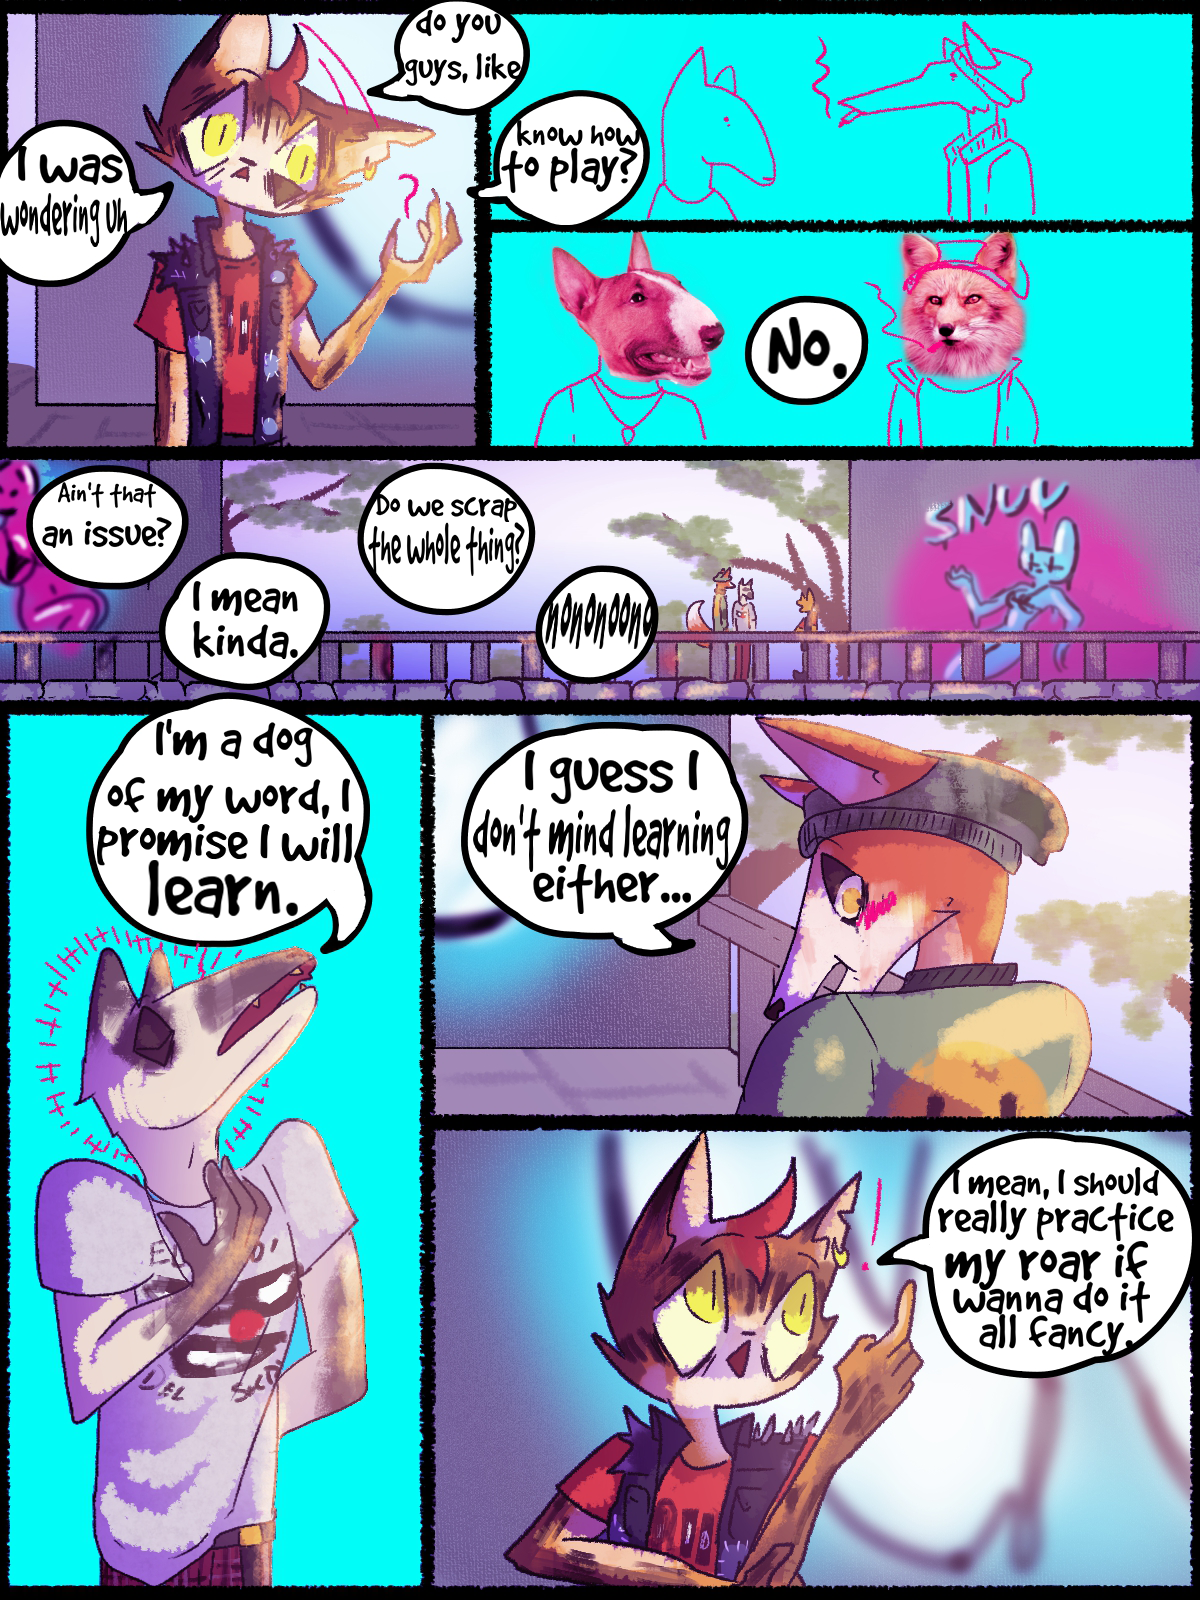 I was
wondering uh
do you
guys, like
know how
to play?
No.
Ain't that
an issue?
I mean
kinda.
Do we scrap
the whole thing?
nononoono
SNUU
I'm a dog
of my word, I
promise I will
learn.
I guess I
don't mind learning
either...
I mean, I should
really practice
my roar if
wanna do it
all fancy.